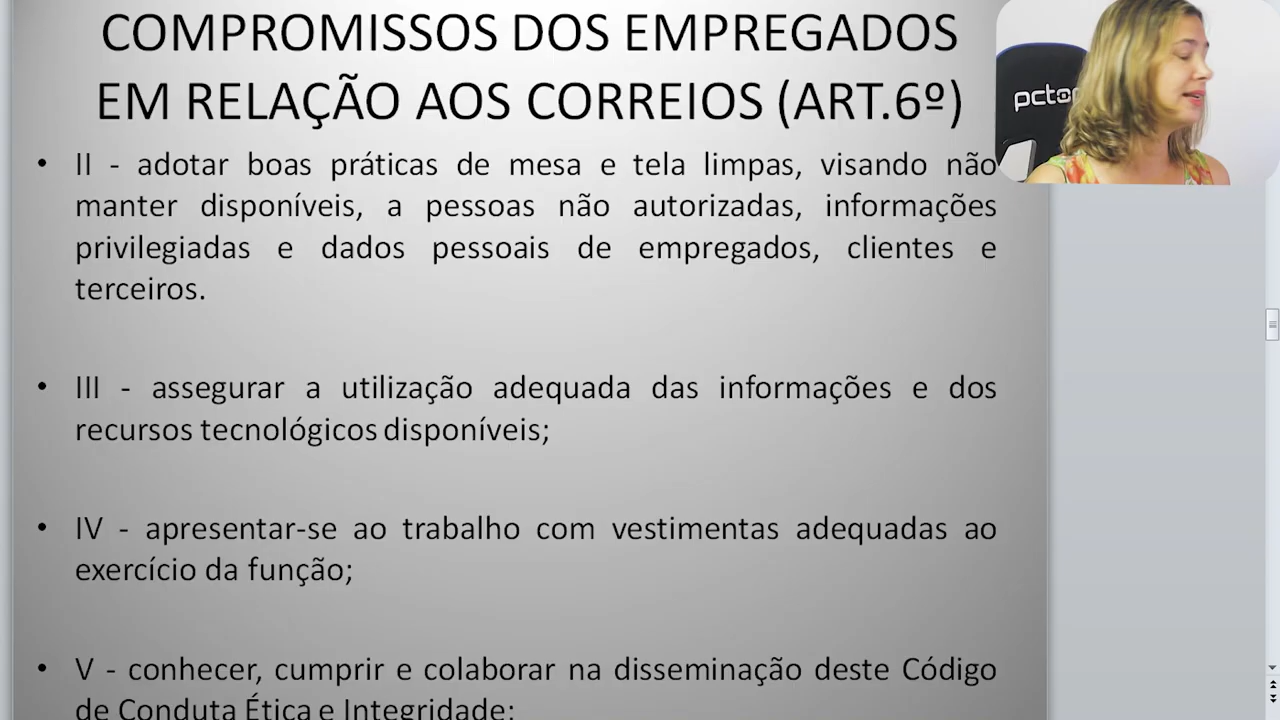 COMPROMISSOS DOS EMPREGADOS
EM RELAÇÃO AOS CORREIOS (ART.6º)
• II - adotar boas práticas de mesa e tela limpas, visando não
manter disponíveis, a pessoas não autorizadas, informações
privilegiadas e dados pessoais de empregados, clientes e
terceiros.
• III - assegurar a utilização adequada das informações e dos
recursos tecnológicos disponíveis;
• IV - apresentar-se ao trabalho com vestimentas adequadas ao
exercício da função;
• V - conhecer, cumprir e colaborar na disseminação deste Código
de Conduta Ética e Integridade;